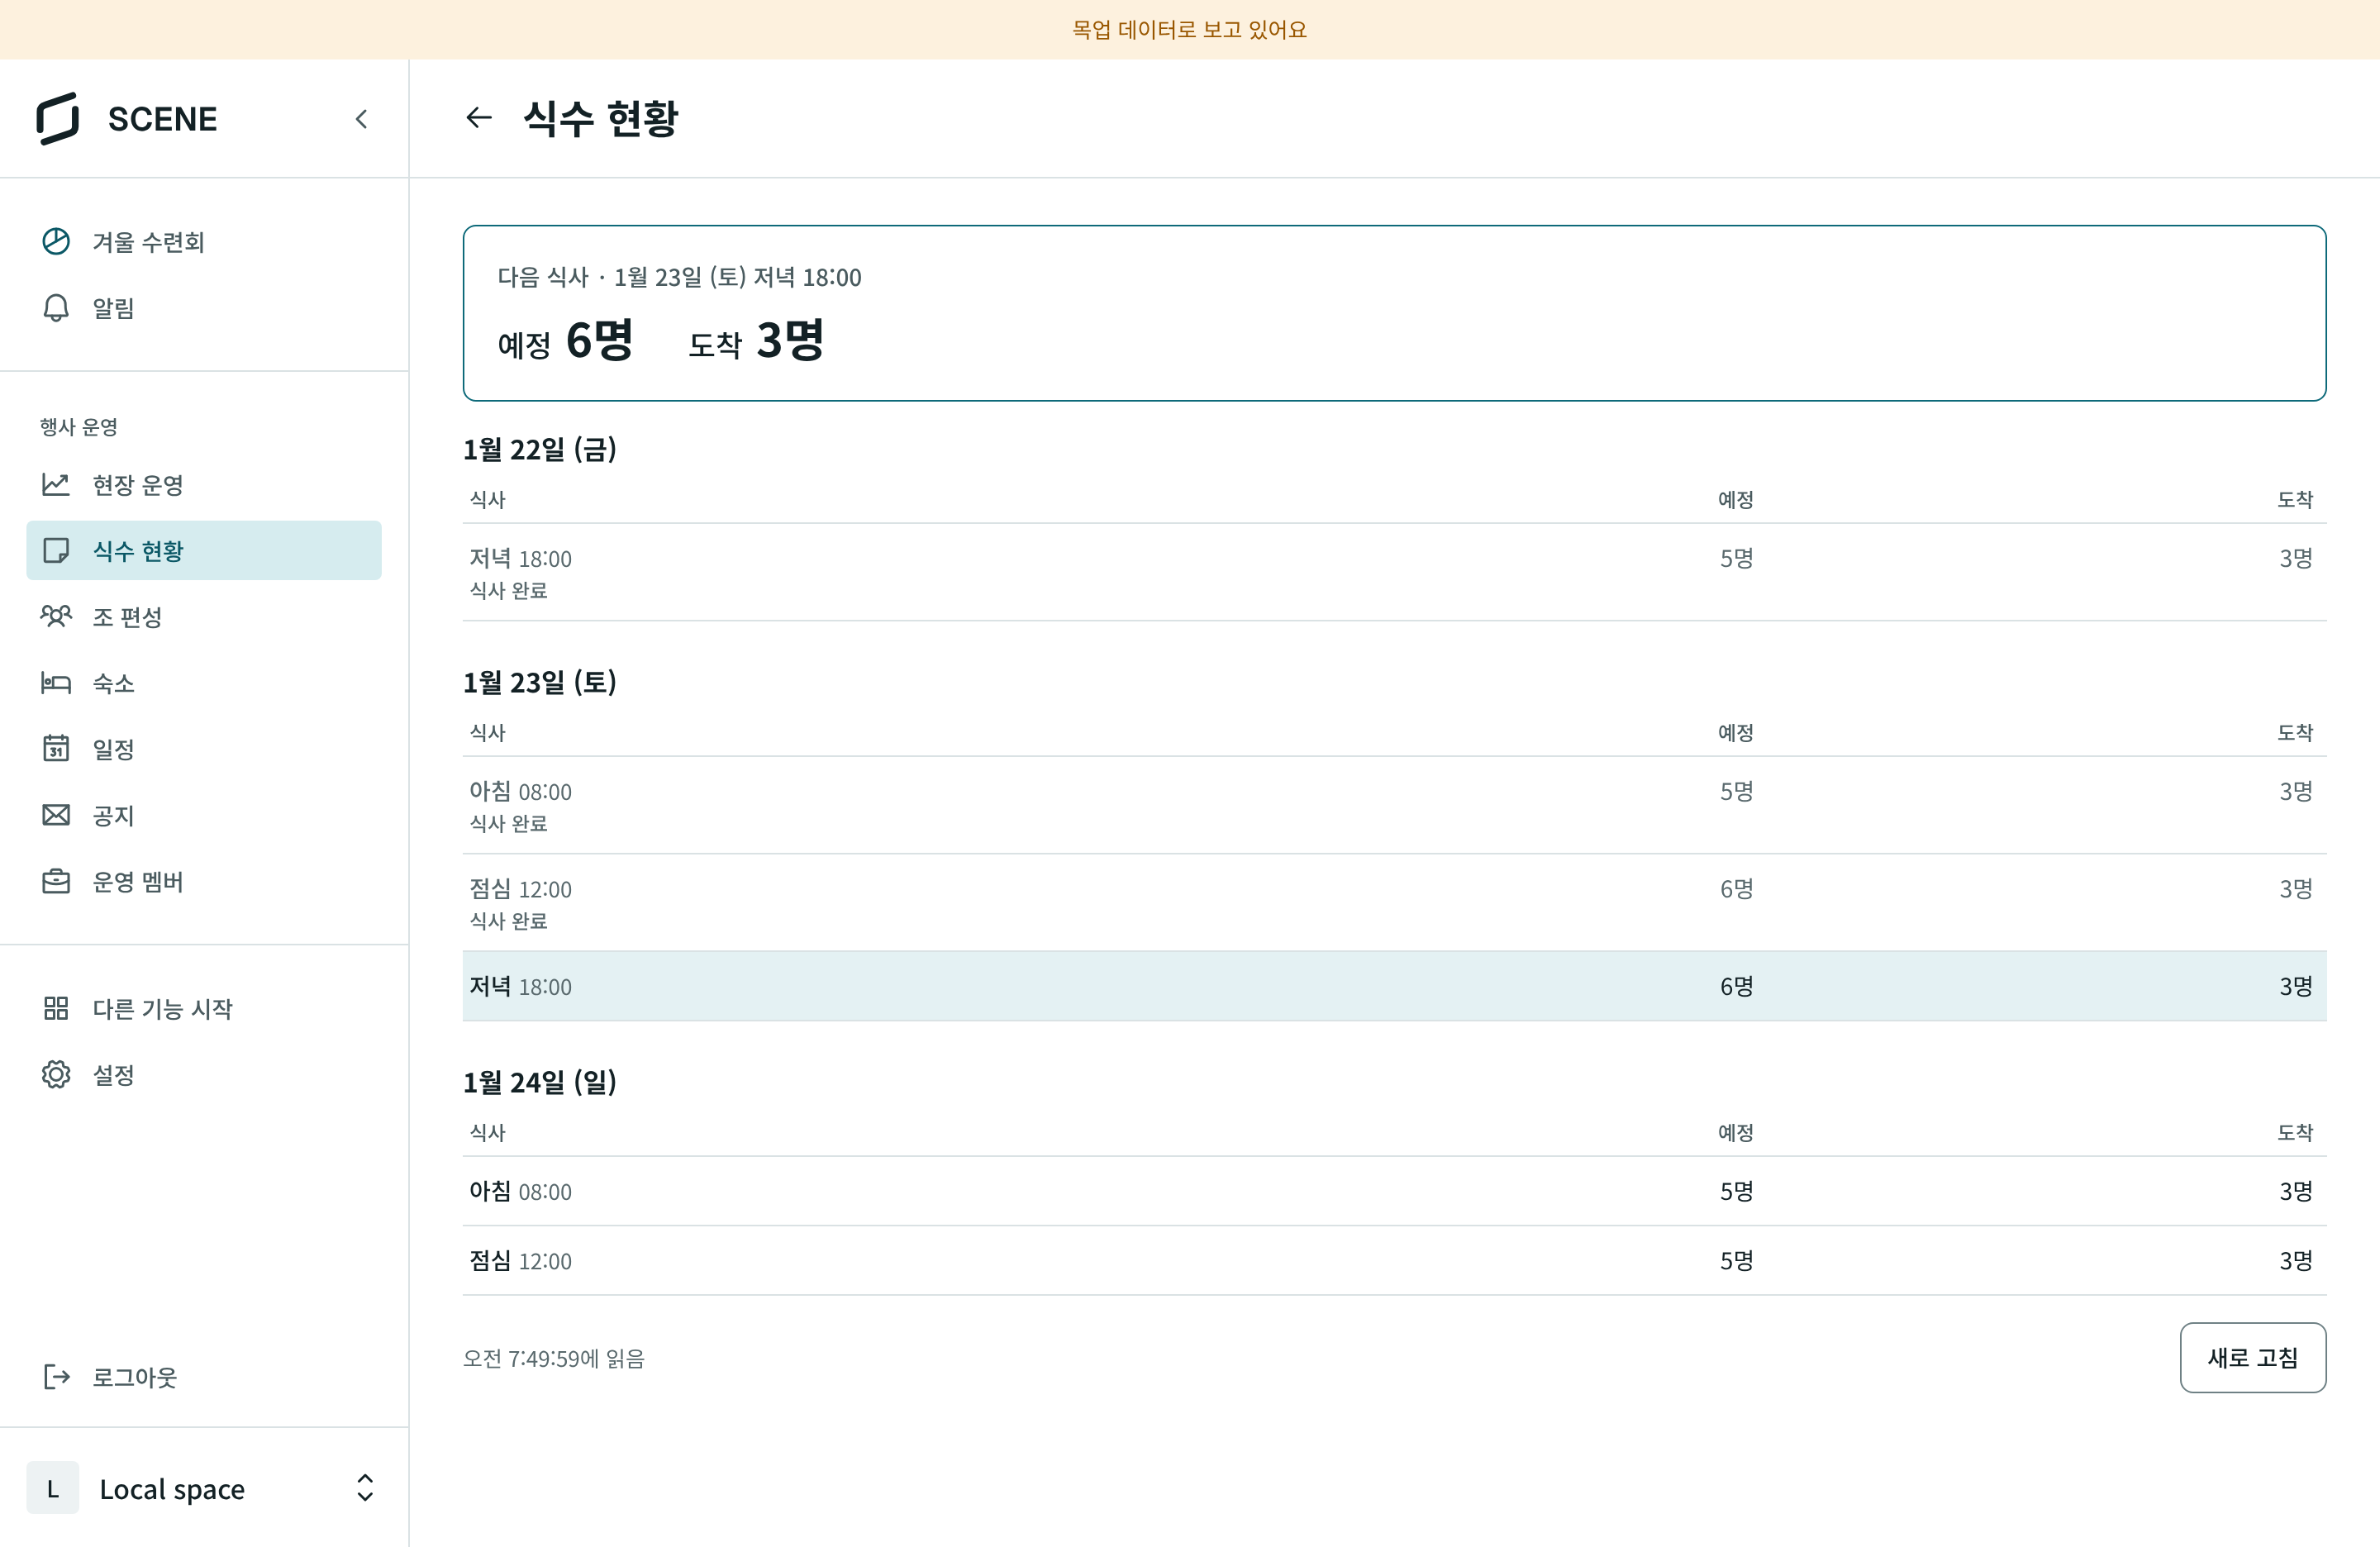 목업 데이터로 보고 있어요
SCENE
겨울 수련회
알림
행사 운영
현장 운영
식수 현황
조 편성
숙소
31
일정
공지
운영 멤버
다른 기능 시작
설정
로그아웃
L
Local space
식수 현황
다음 식사 · 1월 23일 (토) 저녁 18:00
예정 6명 도착 3명
1월 22일 (금)
식사 예정 도착
저녁 18:00 5명 3명
식사 완료
1월 23일 (토)
식사 예정 도착
아침 08:00 5명 3명
식사 완료
점심 12:00 6명 3명
식사 완료
저녁 18:00 6명 3명
1월 24일 (일)
식사 예정 도착
아침 08:00 5명 3명
점심 12:00 5명 3명
오전 7:49:59에 읽음
새로 고침